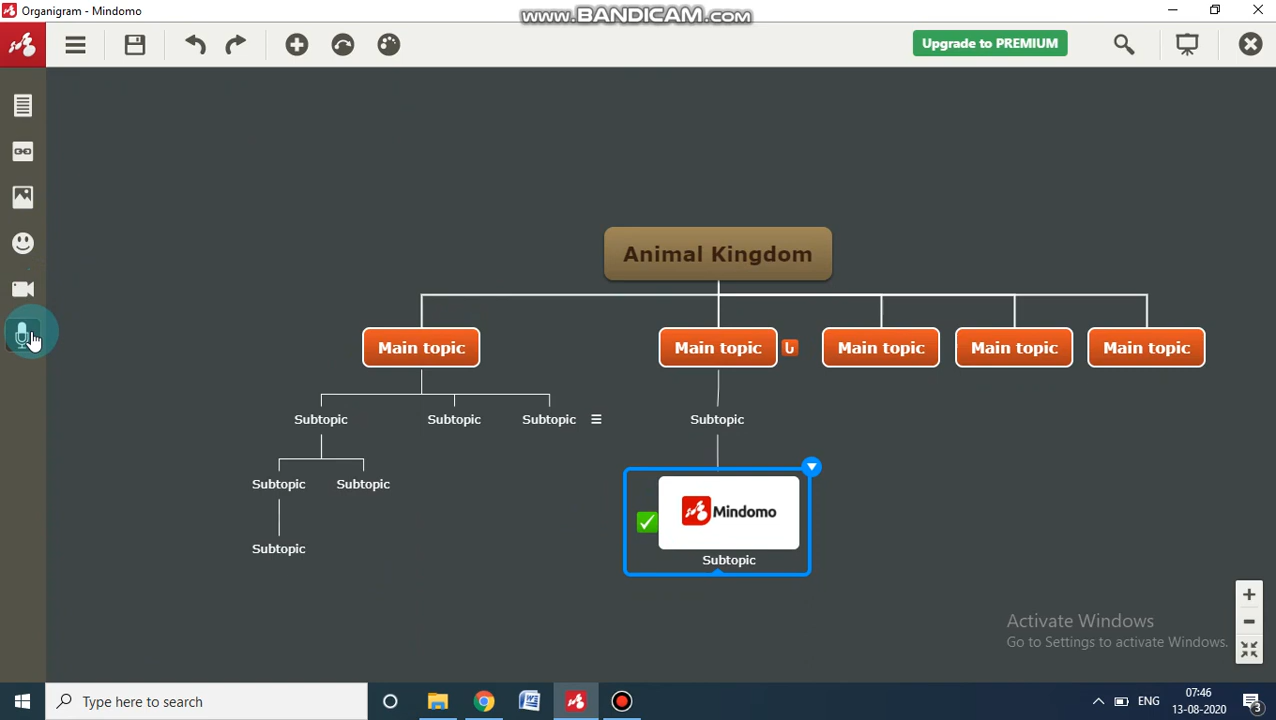 Organigram - Mindomo
www.BANDICAM.com
Upgrade to PREMIUM
Animal Kingdom
Main topic
Main topic
Main topic
Main topic
Main topic
Subtopic
Subtopic
Subtopic
Subtopic
Subtopic
Subtopic
Mindomo
Subtopic
Subtopic
Activate Windows
Go to Settings to activate Windows.
Type here to search
ENG
07:46
13-08-2020
3